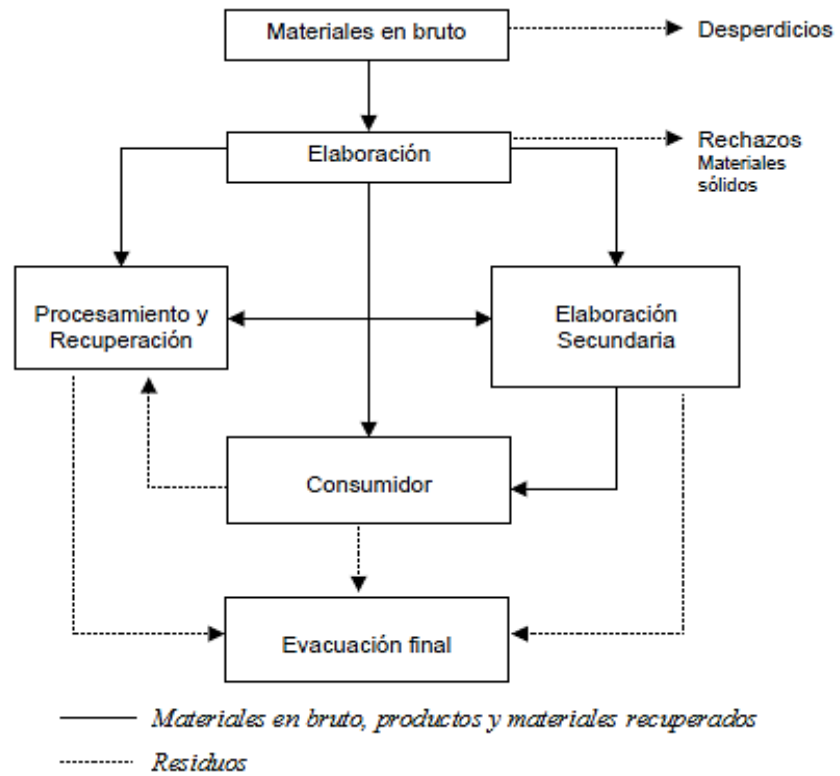 Materiales en bruto
Desperdicios
Elaboración
Rechazos
Materiales
sólidos
Procesamiento y
Recuperación
Elaboración
Secundaria
Consumidor
Evacuación final
Materiales en bruto, productos y materiales recuperados
Residuos